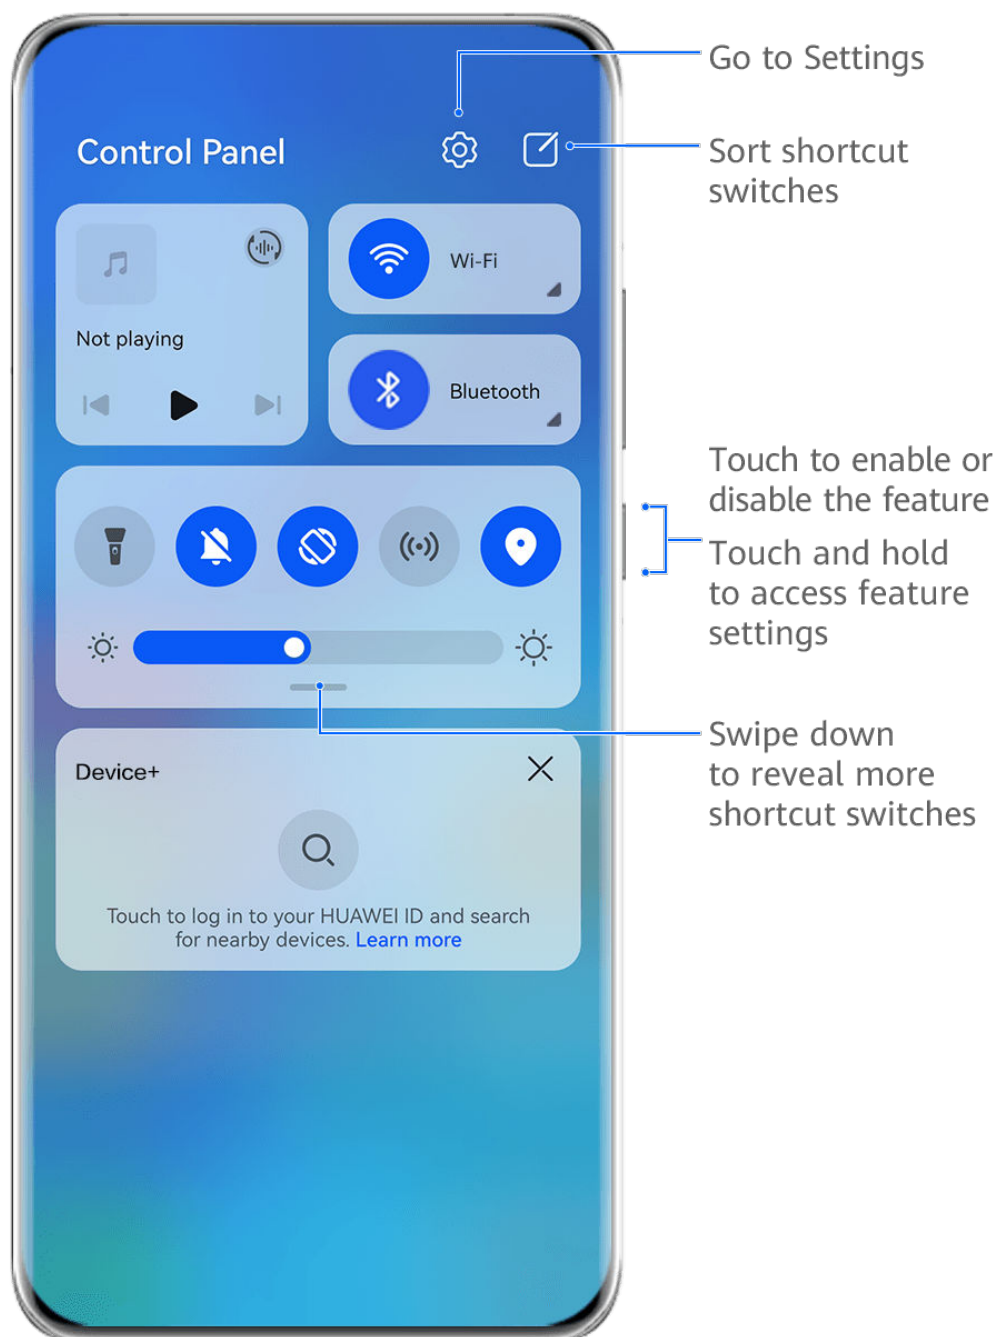 Go to Settings
Control Panel
Sort shortcut
switches
Wi-Fi
Not playing
Bluetooth
Touch to enable or
disable the feature
Touch and hold
to access feature
settings
Swipe down
to reveal more
shortcut switches
Device+
Touch to log in to your HUAWEI ID and search
for nearby devices. Learn more